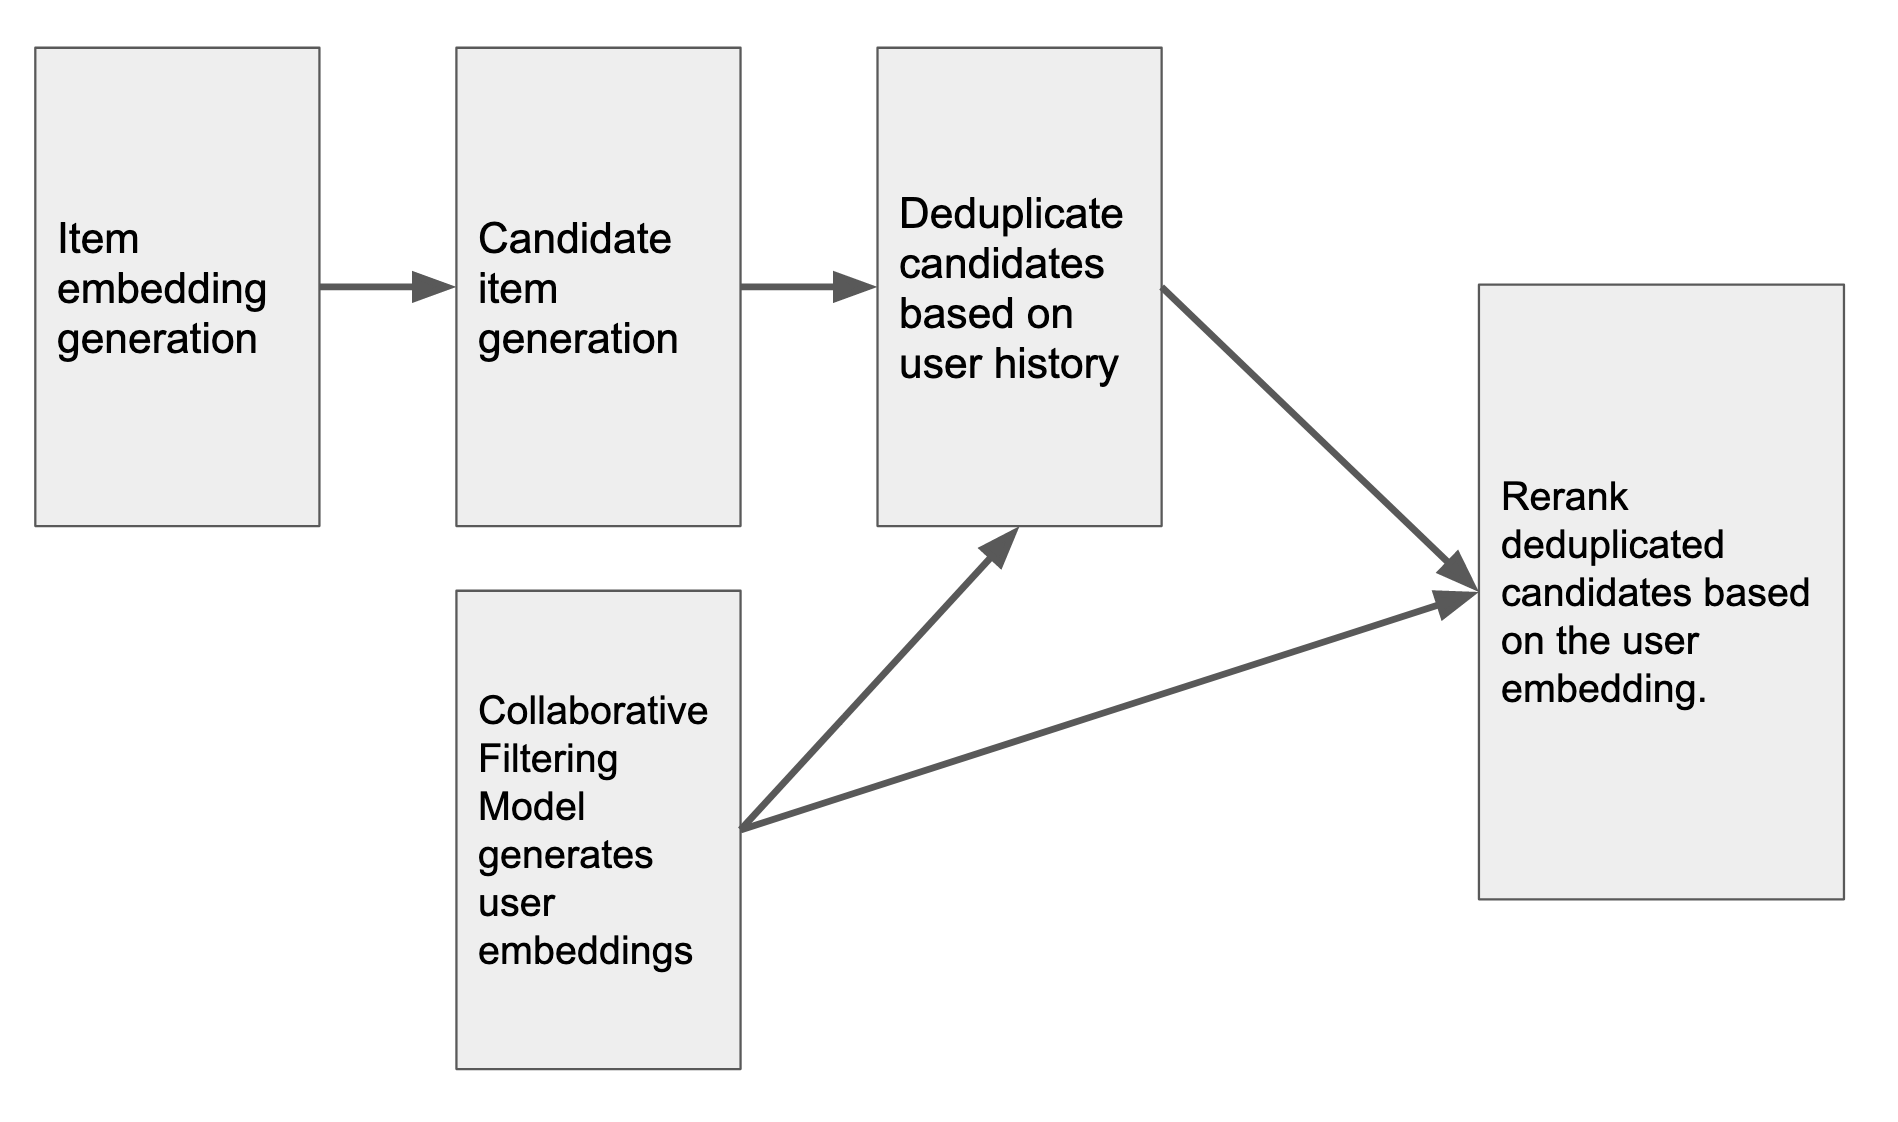 Item
embedding
generation
Candidate
item
generation
Deduplicate
candidates
based on
user history
Collaborative
Filtering
Model
generates
user
embeddings
Rerank
deduplicated
candidates based
on the user
embedding.